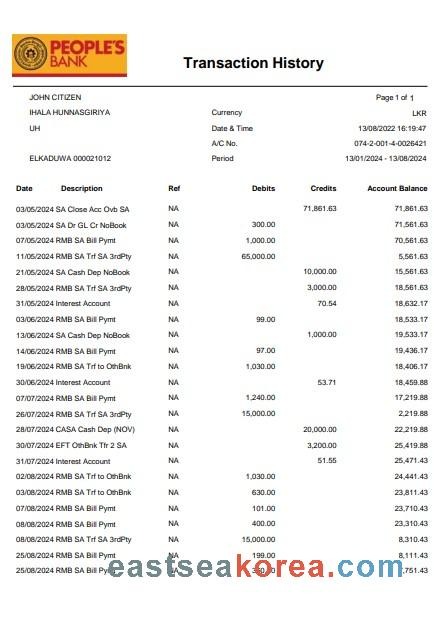 PEOPLE'S
BANK
Transaction History
JOHN CITIZEN Page 1 of 1
IHALA HUNNASGIRIYA Currency LKR
UH Date & Time 13/08/2022 16:19:47
A/C No. 074-2-001-4-0026421
ELKADUWA 000021012 Period 13/01/2024 - 13/08/2024
Date Description Ref Debits Credits Account Balance
03/05/2024 SA Close Acc Ovb SA NA 71,861.63 71,861.63
03/05/2024 SA Dr GL Cr NoBook NA 300.00 71,561.63
07/05/2024 RMB SA Bill Pymt NA 1,000.00 70,561.63
11/05/2024 RMB SA Trf SA 3rdPty NA 65,000.00 5,561.63
21/05/2024 SA Cash Dep NoBook NA 10,000.00 15,561.63
28/05/2024 RMB SA Trf SA 3rdPty NA 3,000.00 18,561.63
31/05/2024 Interest Account NA 70.54 18,632.17
03/06/2024 RMB SA Bill Pymt NA 99.00 18,533.17
13/06/2024 SA Cash Dep NoBook NA 1,000.00 19,533.17
14/06/2024 RMB SA Bill Pymt NA 97.00 19,436.17
19/06/2024 RMB SA Trf to OthBnk NA 1,030.00 18,406.17
30/06/2024 Interest Account NA 53.71 18,459.88
07/07/2024 RMB SA Bill Pymt NA 1,240.00 17,219.88
26/07/2024 RMB SA Trf SA 3rdPty NA 15,000.00 2,219.88
28/07/2024 CASA Cash Dep (NOV) NA 20,000.00 22,219.88
30/07/2024 EFT OthBnk Tfr 2 SA NA 3,200.00 25,419.88
31/07/2024 Interest Account NA 51.55 25,471.43
02/08/2024 RMB SA Trf to OthBnk NA 1,030.00 24,441.43
03/08/2024 RMB SA Trf to OthBnk NA 630.00 23,811.43
07/08/2024 RMB SA Bill Pymt NA 101.00 23,710.43
08/08/2024 RMB SA Bill Pymt NA 400.00 23,310.43
08/08/2024 RMB SA Trf SA 3rdPty NA 15,000.00 8,310.43
25/08/2024 RMB SA Bill Pymt NA 199.00 8,111.43
25/08/2024 RMB SA Bill Pymt NA
eastseakorea.com